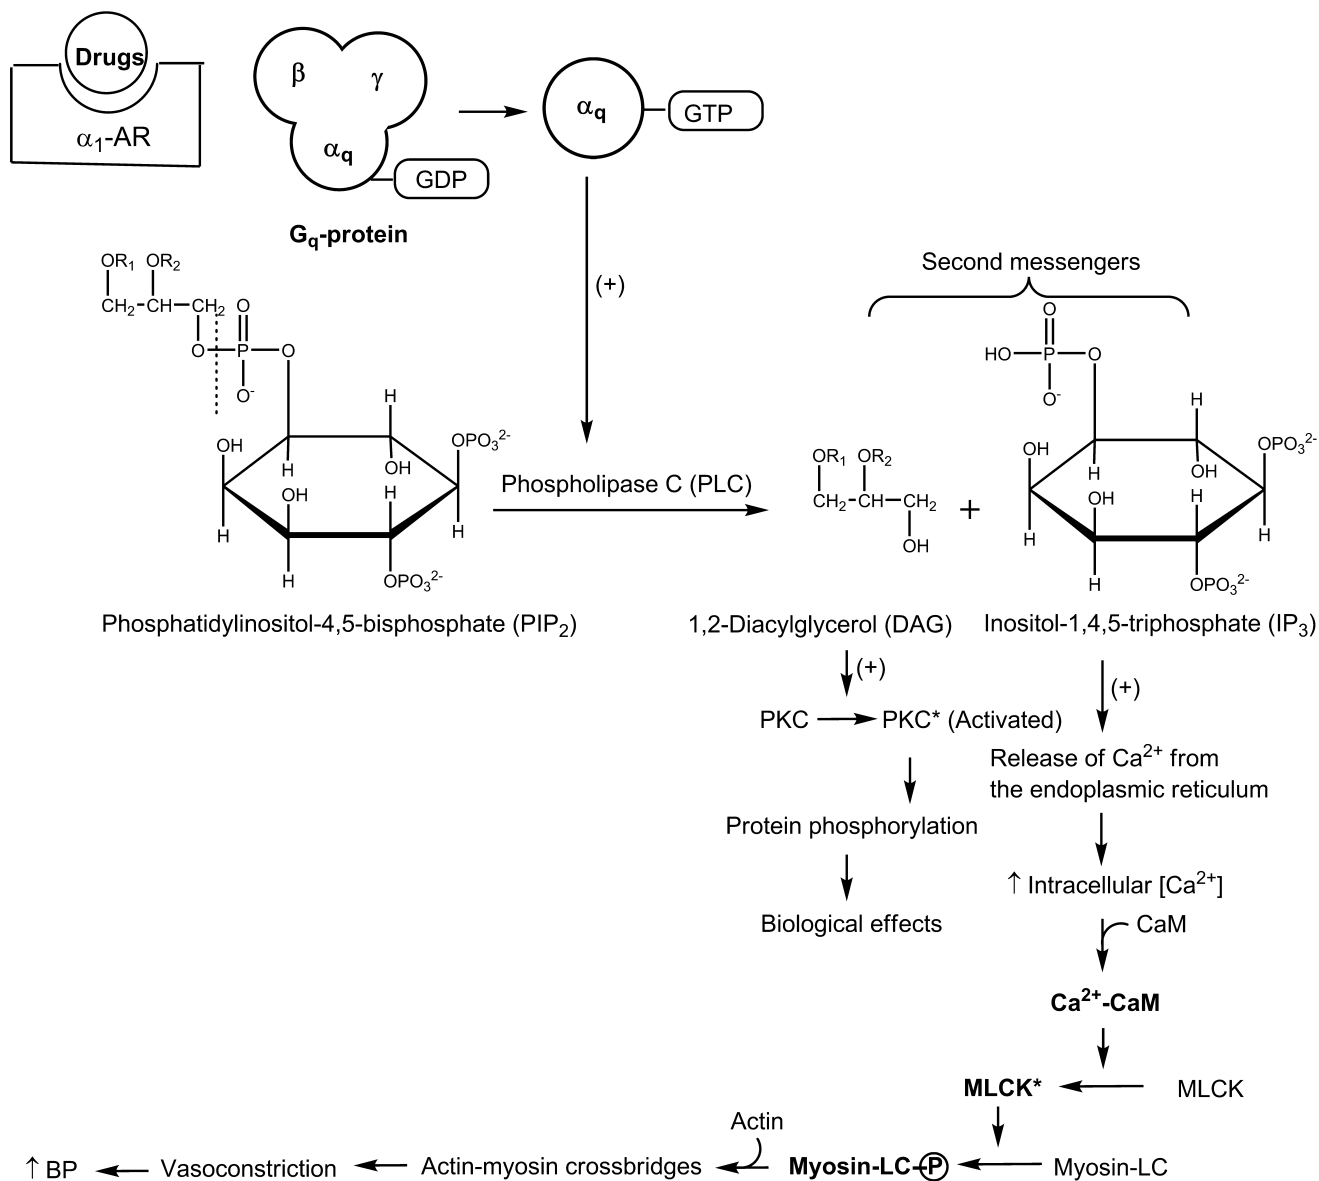 Drugs
α₁-AR
β γ
α_q
GDP
G_q-protein
α_q
GTP
(+)
OR₁ OR₂
CH₂ CH CH₂
O
O P O
O⁻
H
OH
OPO₃²⁻
H
OH
OH
H
H
H
H
OPO₃²⁻
Phosphatidylinositol-4,5-bisphosphate (PIP₂)
Phospholipase C (PLC)
Second messengers
OR₁ OR₂
CH₂ CH CH₂
OH
+
O
HO P O
O⁻
H
OH
OPO₃²⁻
H
OH
OH
H
H
H
H
OPO₃²⁻
1,2-Diacylglycerol (DAG)
Inositol-1,4,5-triphosphate (IP₃)
(+)
PKC PKC* (Activated)
Protein phosphorylation
Biological effects
(+)
Release of Ca²⁺ from
the endoplasmic reticulum
↑ Intracellular [Ca²⁺]
CaM
Ca²⁺-CaM
MLCK* MLCK
Actin
↑ BP Vasoconstriction Actin-myosin crossbridges Myosin-LC-P Myosin-LC